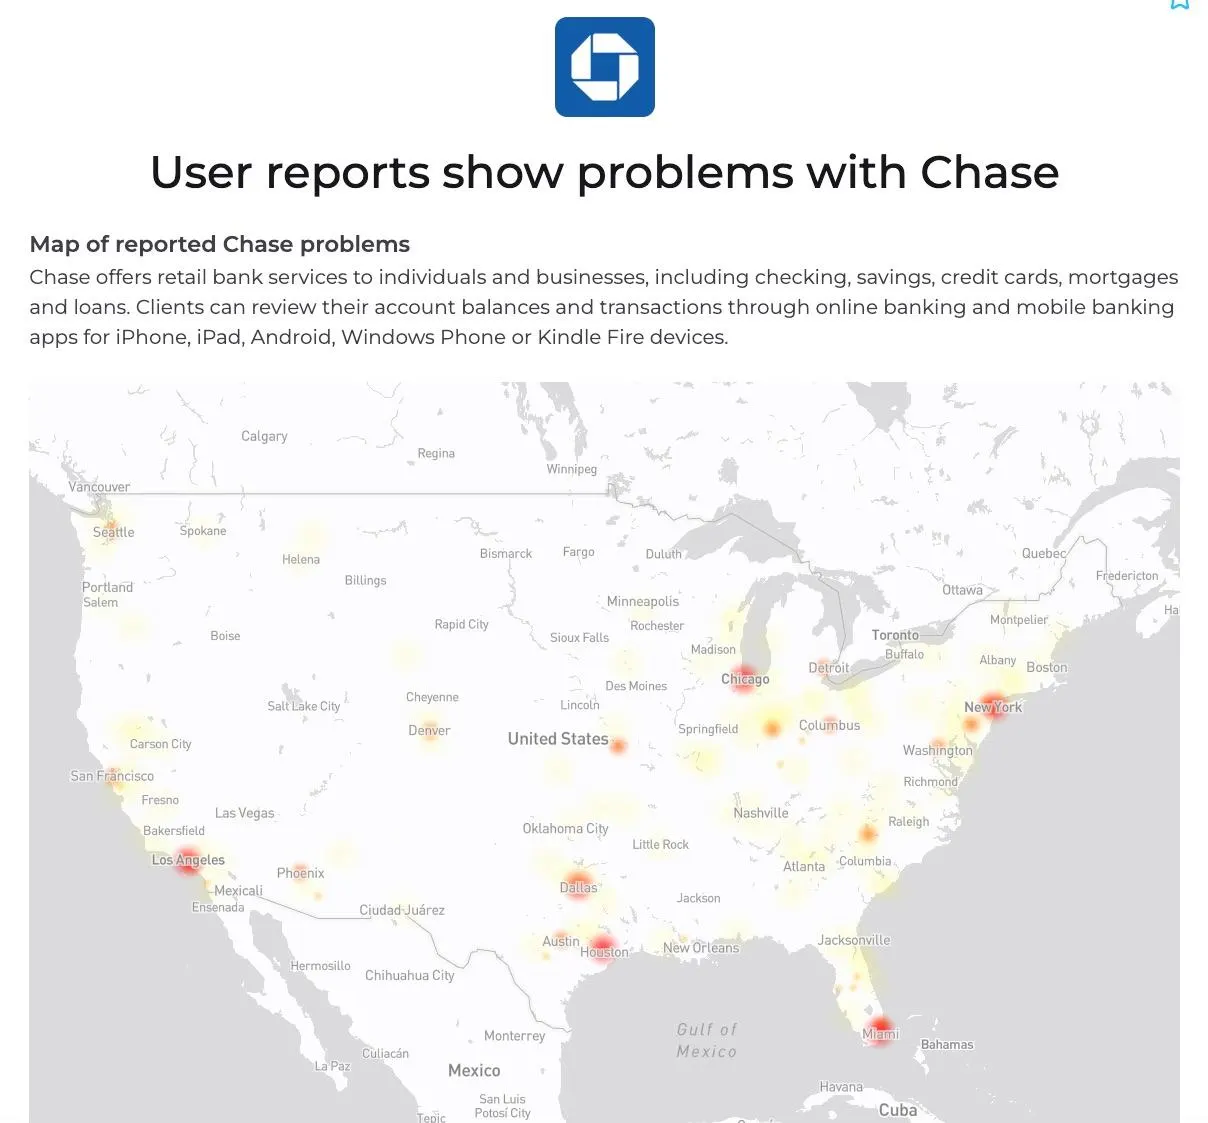 User reports show problems with Chase
Map of reported Chase problems
Chase offers retail bank services to individuals and businesses, including checking, savings, credit cards, mortgages
and loans. Clients can review their account balances and transactions through online banking and mobile banking
apps for iPhone, iPad, Android, Windows Phone or Kindle Fire devices.
Calgary
Regina
Winnipeg
Vancouver
Seattle
Spokane
Helena
Bismarck
Fargo
Duluth
Quebec
Billings
Fredericton
Portland
Salem
Ottawa
Minneapolis
Ha
Rapid City
Rochester
Montpelier
Boise
Sioux Falls
Toronto
Madison
Buffalo
Albany
Boston
Detroit
Chicago
Des Moines
Cheyenne
Salt Lake City
Lincoln
New York
Denver
Springfield
Columbus
United States
Carson City
Washington
San Francisco
Richmond
Fresno
Las Vegas
Nashville
Raleigh
Bakersfield
Oklahoma City
Little Rock
Los Angeles
Columbia
Atlanta
Phoenix
Dallas
Mexicali
Jackson
Ensenada
Ciudad Juárez
Austin
Jacksonville
Houston
New Orleans
Hermosillo
Chihuahua City
Gulf of
Mexico
Monterrey
Miami
Bahamas
Culiacán
La Paz
Mexico
Havana
San Luis
Potosí City
Cuba
Tepic